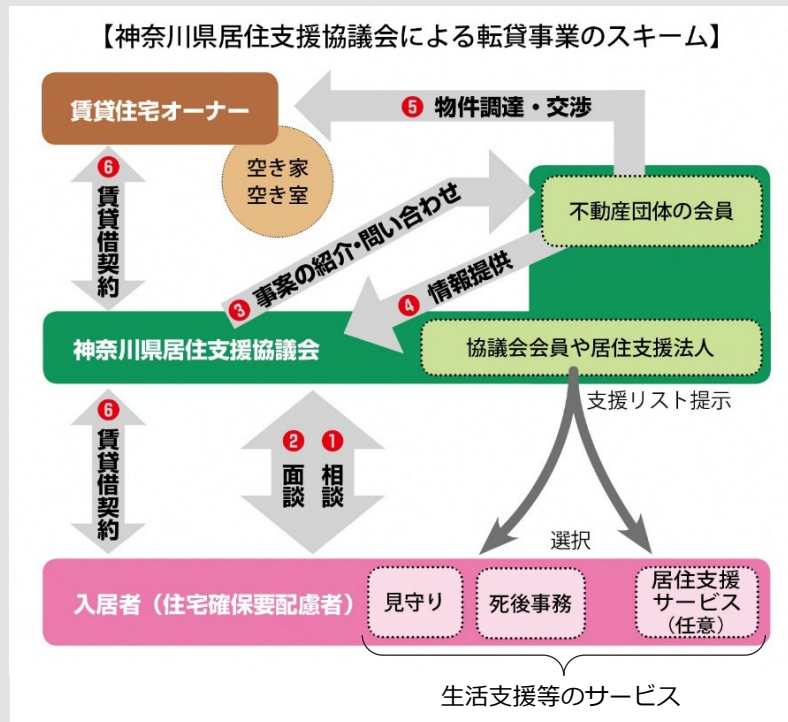 【神奈川県居住支援協議会による転貸事業のスキーム】
賃貸住宅オーナー
❺ 物件調達・交渉
空き家
空き室
不動産団体の会員
❻ 賃貸借契約
❸ 事案の紹介・問い合わせ
❹ 情報提供
神奈川県居住支援協議会
協議会会員や居住支援法人
支援リスト提示
❻ 賃貸借契約
❷ 面談
❶ 相談
選択
入居者（住宅確保要配慮者）
見守り
死後事務
居住支援
サービス
（任意）
生活支援等のサービス